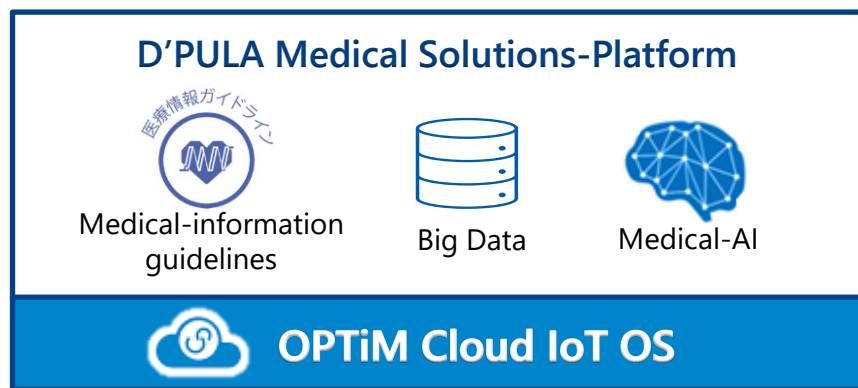 D’PULA Medical Solutions-Platform
医療情報ガイドライン
Medical-information
guidelines
Big Data
Medical-AI
OPTiM Cloud IoT OS